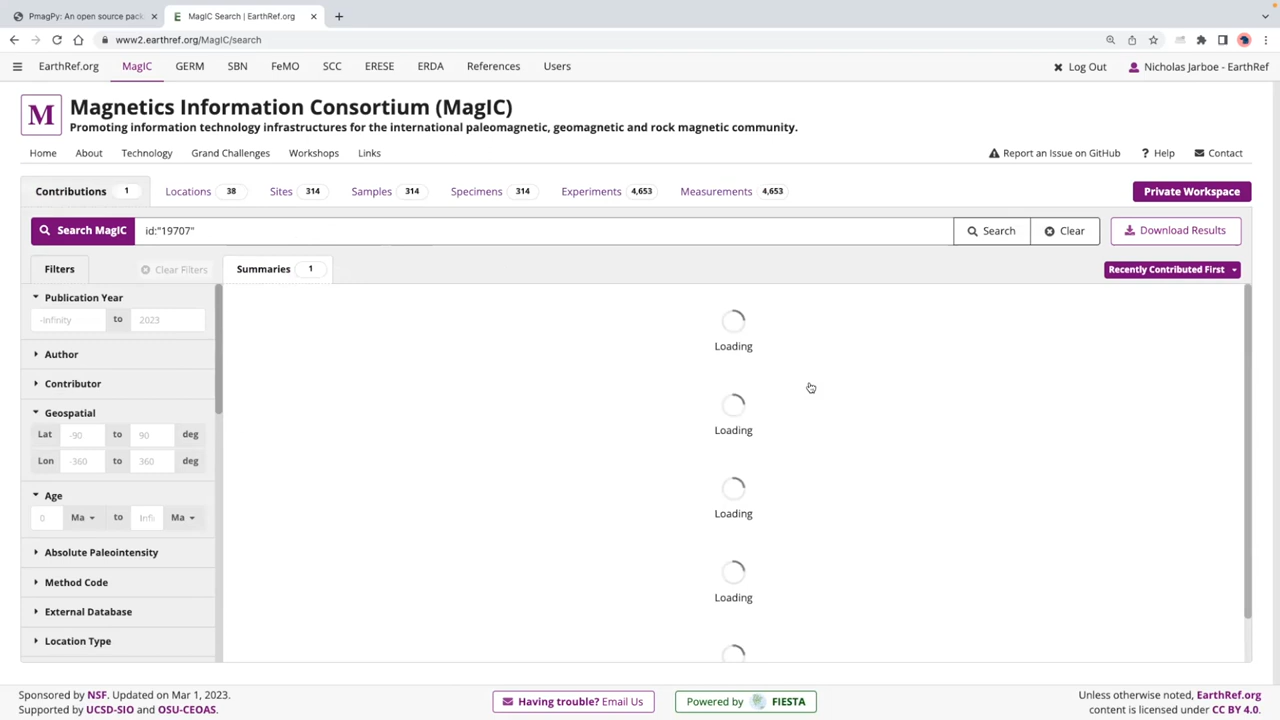 PmagPy: An open source pack
E MagIC Search | EarthRef.org
www2.earthref.org/MagIC/search
EarthRef.org MagIC GERM SBN FeMO SCC ERESE ERDA References Users Log Out Nicholas Jarboe - EarthRef
M
Magnetics Information Consortium (MagIC)
Promoting information technology infrastructures for the international paleomagnetic, geomagnetic and rock magnetic community.
Home About Technology Grand Challenges Workshops Links Report an Issue on GitHub ? Help Contact
Contributions 1 Locations 38 Sites 314 Samples 314 Specimens 314 Experiments 4,653 Measurements 4,653 Private Workspace
Search MagIC id:"19707" Search Clear Download Results
Filters Clear Filters Summaries 1 Recently Contributed First
Publication Year
-Infinity to 2023
Author
Contributor
Geospatial
Lat -90 to 90 deg
Lon -360 to 360 deg
Age
0 Ma to Infi Ma
Absolute Paleointensity
Method Code
External Database
Location Type
Loading
Loading
Loading
Loading
Sponsored by NSF. Updated on Mar 1, 2023.
Supported by UCSD-SIO and OSU-CEOAS.
Having trouble? Email Us
Powered by FIESTA
Unless otherwise noted, EarthRef.org
content is licensed under CC BY 4.0.